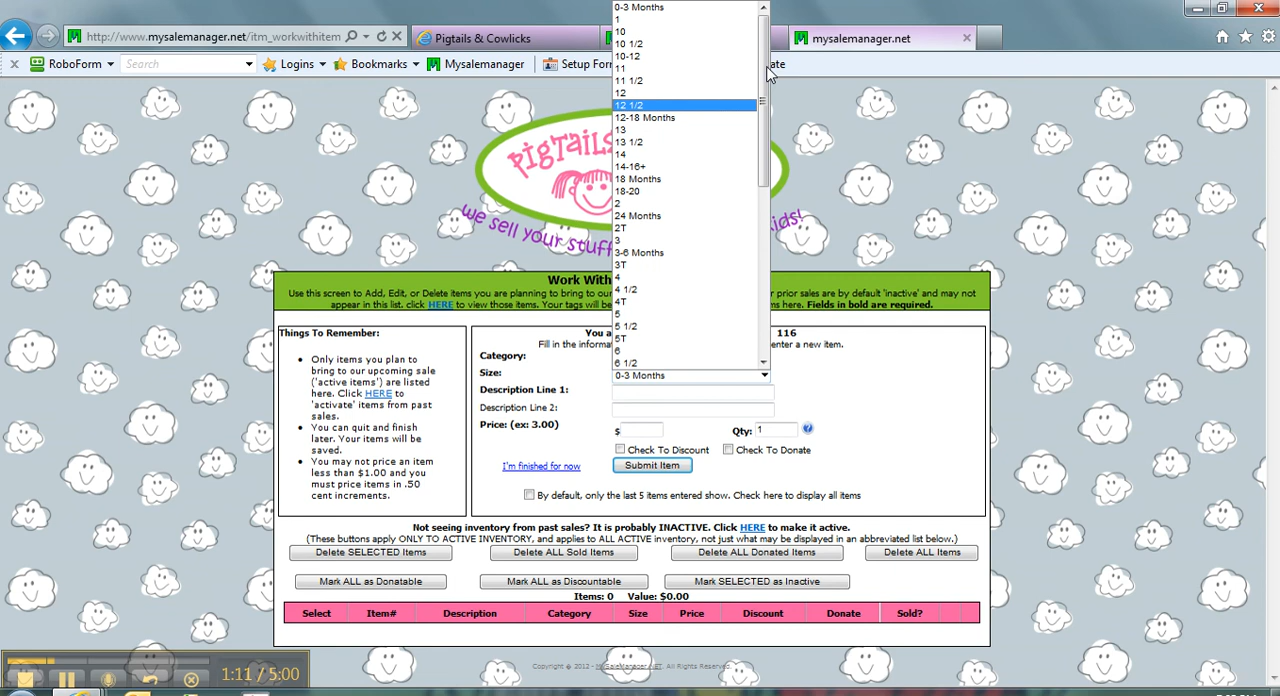 http://www.mysalemanager.net/itm_workwithitem
Pigtails & Cowlicks
mysalemanager.net
RoboForm
Search
Logins
Bookmarks
Mysalemanager
0-3 Months
1
10
10 1/2
10-12
11
11 1/2
12
12 1/2
12-18 Months
13
13 1/2
14
14-16+
18 Months
18-20
2
24 Months
2T
3
3-6 Months
3T
4
4 1/2
4T
5
5 1/2
5T
6
6 1/2
0-3 Months
PigTails
we sell your stuff
kids!
Work With
Use this screen to Add, Edit, or Delete items you are planning to bring to our
prior sales are by default 'inactive' and may not
appear in this list. click HERE to view those items. Your tags will
items here. Fields in bold are required.
Things To Remember:
Only items you plan to
bring to our upcoming sale
('active items') are listed
here. Click HERE to
'activate' items from past
sales.
You can quit and finish
later. Your items will be
saved.
You may not price an item
less than $1.00 and you
must price items in .50
cent increments.
116
Fill in the
enter a new item.
Category:
Size:
Description Line 1:
Description Line 2:
Price: (ex: 3.00)
$
Qty: 1
Check To Discount
Check To Donate
I'm finished for now
Submit Item
By default, only the last 5 items entered show. Check here to display all items
Not seeing inventory from past sales? It is probably INACTIVE. Click HERE to make it active.
(These buttons apply ONLY TO ACTIVE INVENTORY, and applies to ALL ACTIVE inventory, not just what may be displayed in an abbreviated list below.)
Delete SELECTED Items
Delete ALL Sold Items
Delete ALL Donated Items
Delete ALL Items
Mark ALL as Donatable
Mark ALL as Discountable
Mark SELECTED as Inactive
Items: 0 Value: $0.00
Select Item# Description Category Size Price Discount Donate Sold?
Copyright � 2012 - MySaleManager.NET. All Rights Reserved.
1:11 / 5:00